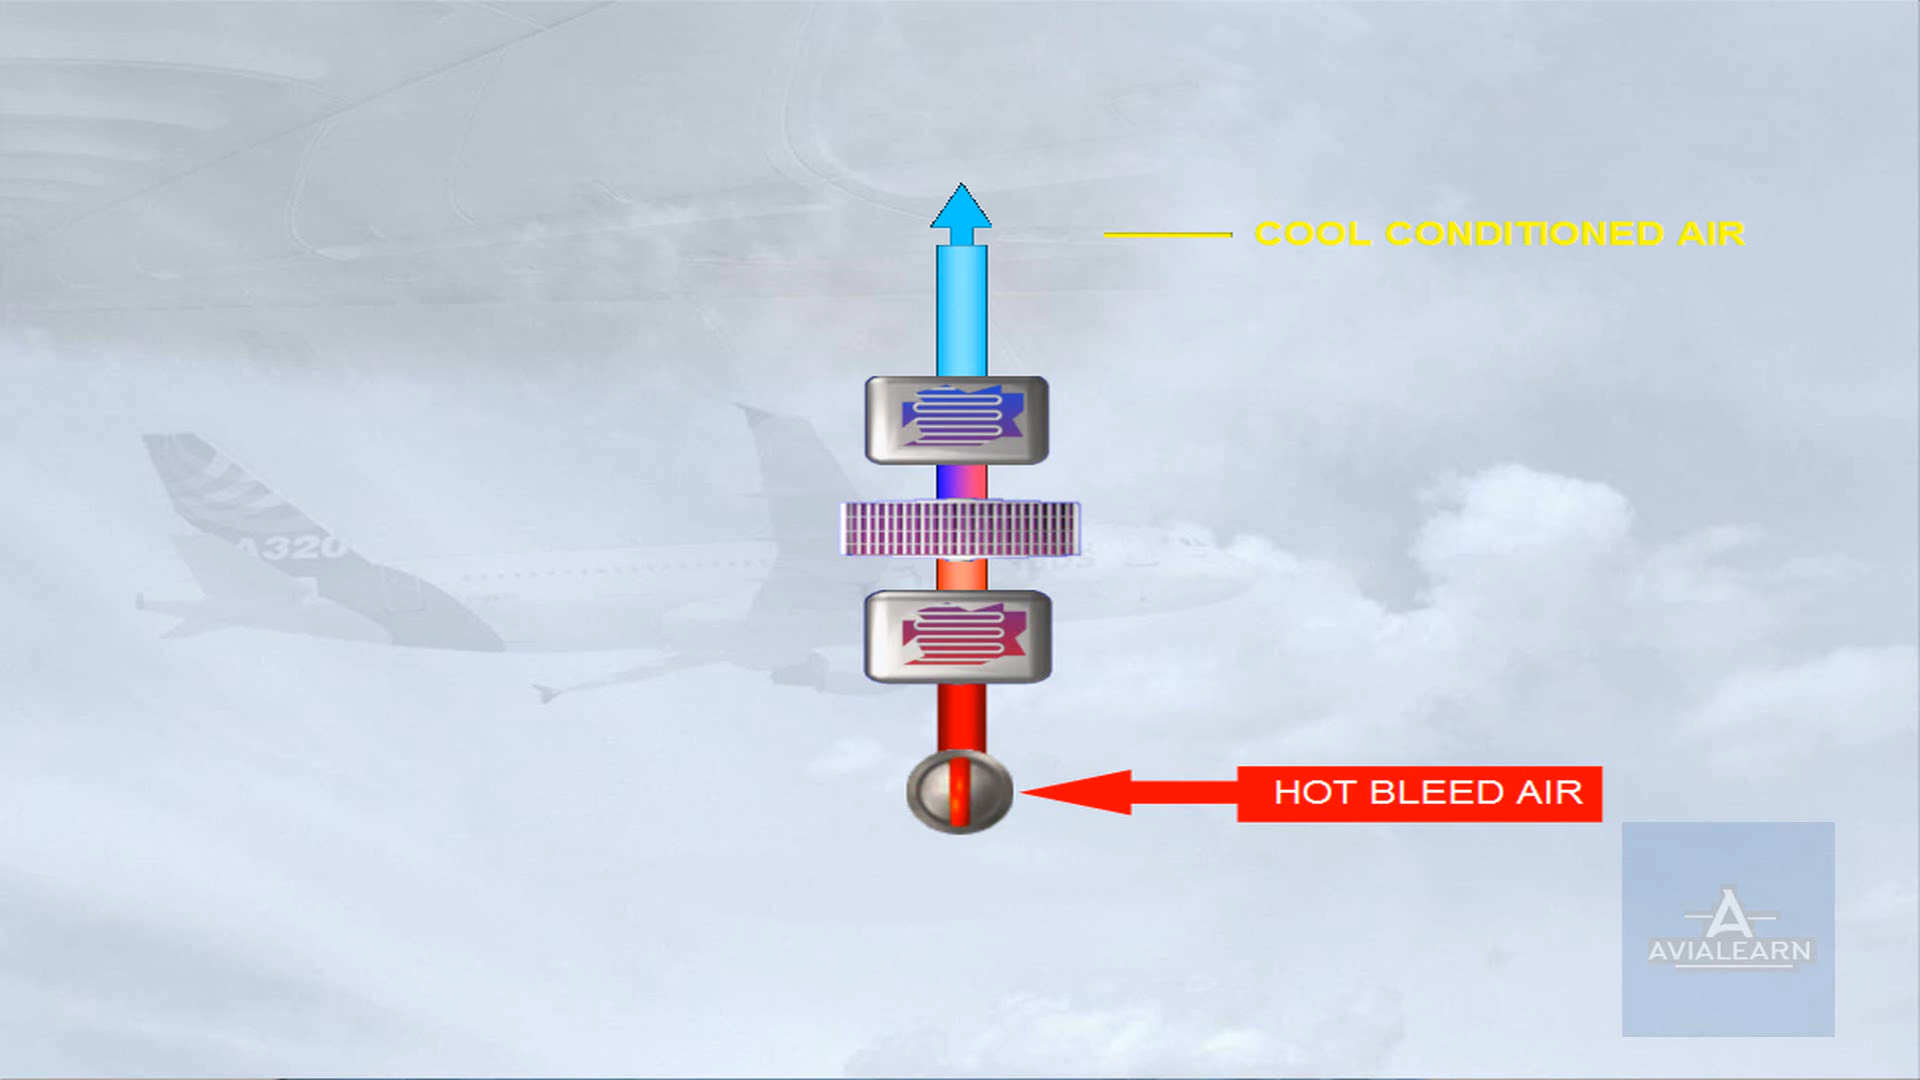 COOL CONDITIONED AIR
A320
HOT BLEED AIR
A
AVIALEARN